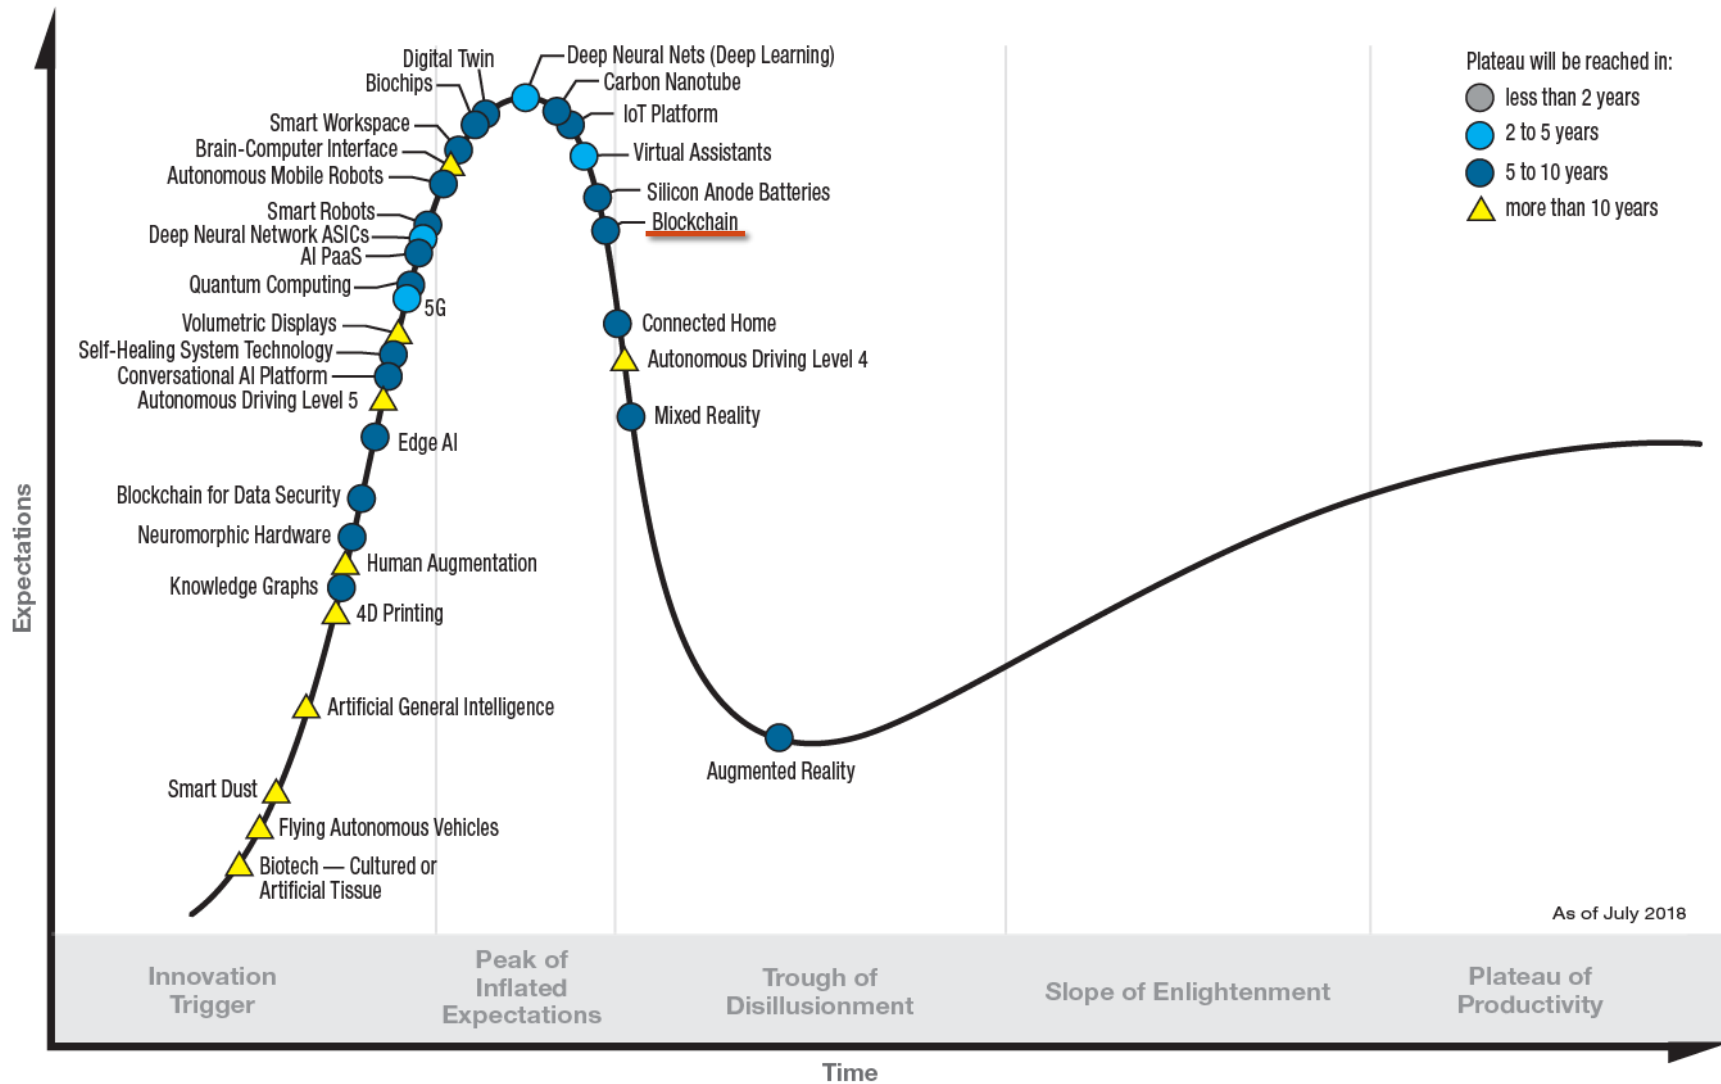 Digital Twin
Biochips
Smart Workspace
Brain-Computer Interface
Autonomous Mobile Robots
Smart Robots
Deep Neural Network ASICs
AI PaaS
Quantum Computing
5G
Volumetric Displays
Self-Healing System Technology
Conversational AI Platform
Autonomous Driving Level 5
Edge AI
Blockchain for Data Security
Neuromorphic Hardware
Human Augmentation
Knowledge Graphs
4D Printing
Artificial General Intelligence
Smart Dust
Flying Autonomous Vehicles
Biotech — Cultured or
Artificial Tissue
Deep Neural Nets (Deep Learning)
Carbon Nanotube
IoT Platform
Virtual Assistants
Silicon Anode Batteries
Blockchain
Connected Home
Autonomous Driving Level 4
Mixed Reality
Augmented Reality
Plateau will be reached in:
less than 2 years
2 to 5 years
5 to 10 years
more than 10 years
As of July 2018
Expectations
Innovation
Trigger
Peak of
Inflated
Expectations
Trough of
Disillusionment
Slope of Enlightenment
Plateau of
Productivity
Time